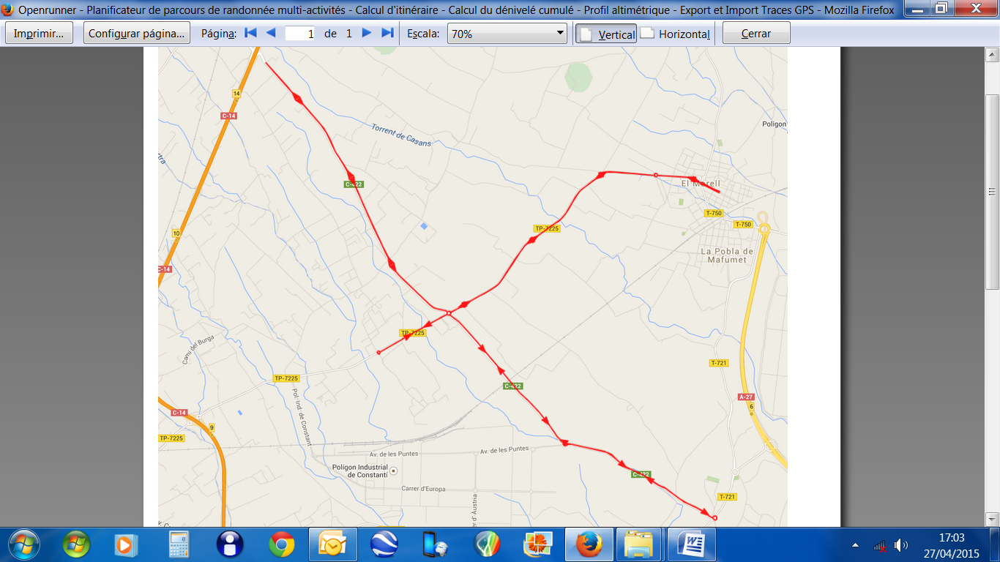 Openrunner - Planificateur de parcours de randonnée multi-activités - Calcul d'itinéraire - Calcul du dénivelé cumulé - Profil altimétrique - Export et Import Traces GPS - Mozilla Firefox
Imprimir... Configurar página... Página: 1 de 1 Escala: 70% Vertical Horizontal Cerrar
14
C-14
Torrent de Casans
Polígon
C-422
El Morell
T-750
T-750
TP-7225
10
La Pobla de
Mafumet
C-14
TP-7225
Camí del Burga
T-721
TP-7225
C-422
Pol. Ind. de Constantí
A-27
6
C-14
9
TP-7225
Av. de les Puntes
Av. de les Puntes
Polígon Industrial
de Constantí
C-422
Carrer d'Europa
T-721
er d'Àustria
17:03
27/04/2015